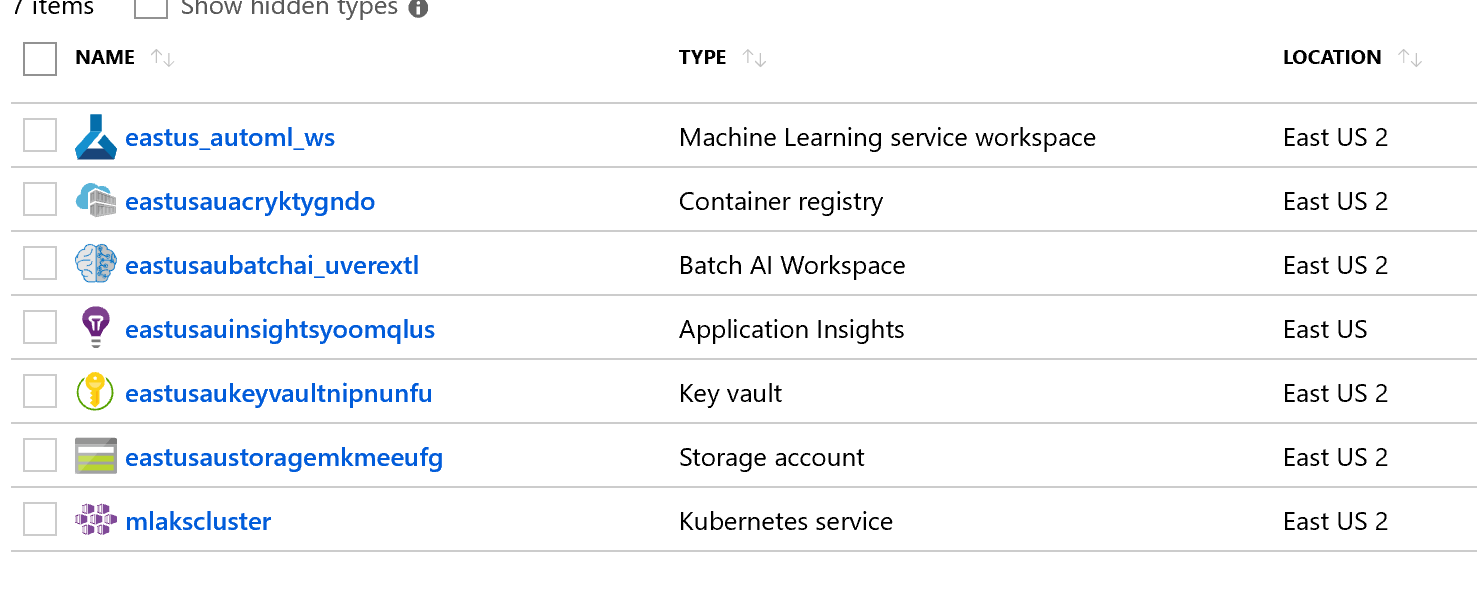 7 items Show hidden types
NAME TYPE LOCATION
eastus_automl_ws Machine Learning service workspace East US 2
eastusauacryktygndo Container registry East US 2
eastusaubatchai_uverextl Batch AI Workspace East US 2
eastusauinsightsyoomqlus Application Insights East US
eastusaukeyvaultnipnunfu Key vault East US 2
eastusaustoragemkmeeufg Storage account East US 2
mlakscluster Kubernetes service East US 2